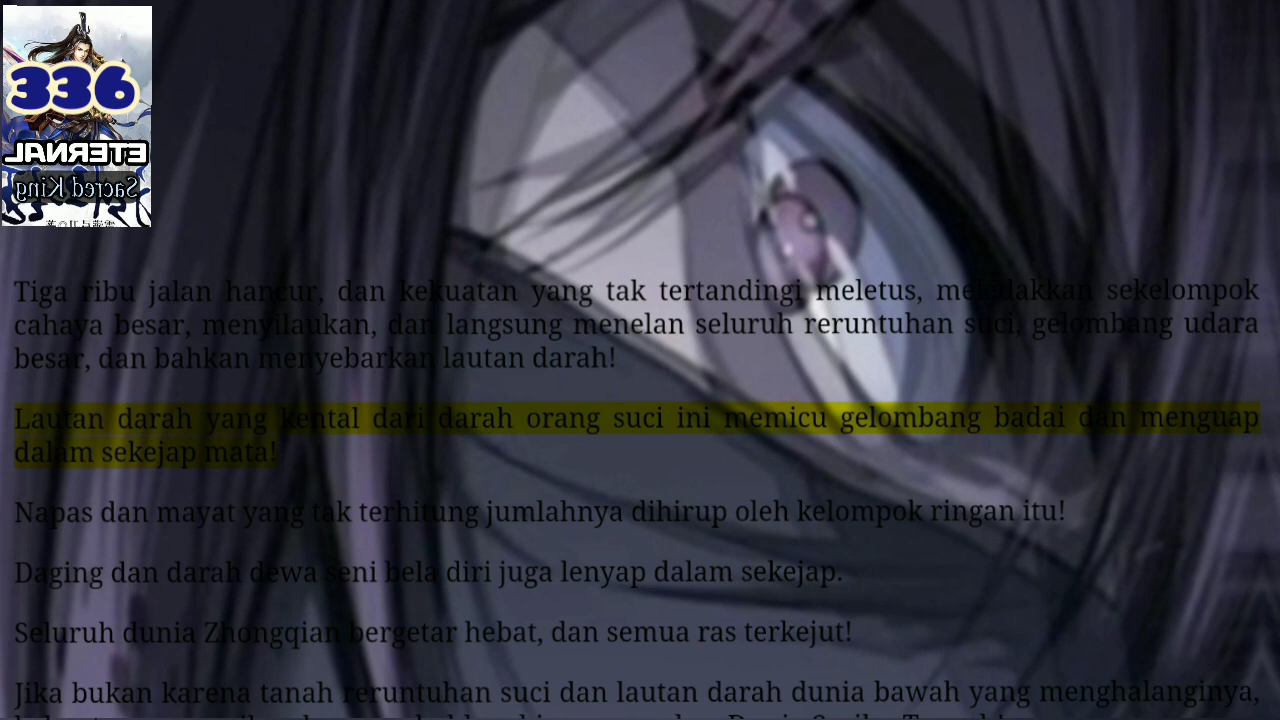 336
ETERNAL
Sacred King
Tiga ribu jalan hancur, dan kekuatan yang tak tertandingi meletus, meledakkan sekelompok
cahaya besar, menyilaukan, dan langsung menelan seluruh reruntuhan suci, gelombang udara
besar, dan bahkan menyebarkan lautan darah!
Lautan darah yang kental dari darah orang suci ini memicu gelombang badai dan menguap
dalam sekejap mata!
Napas dan mayat yang tak terhitung jumlahnya dihirup oleh kelompok ringan itu!
Daging dan darah dewa seni bela diri juga lenyap dalam sekejap.
Seluruh dunia Zhongqian bergetar hebat, dan semua ras terkejut!
Jika bukan karena tanah reruntuhan suci dan lautan darah dunia bawah yang menghalanginya,